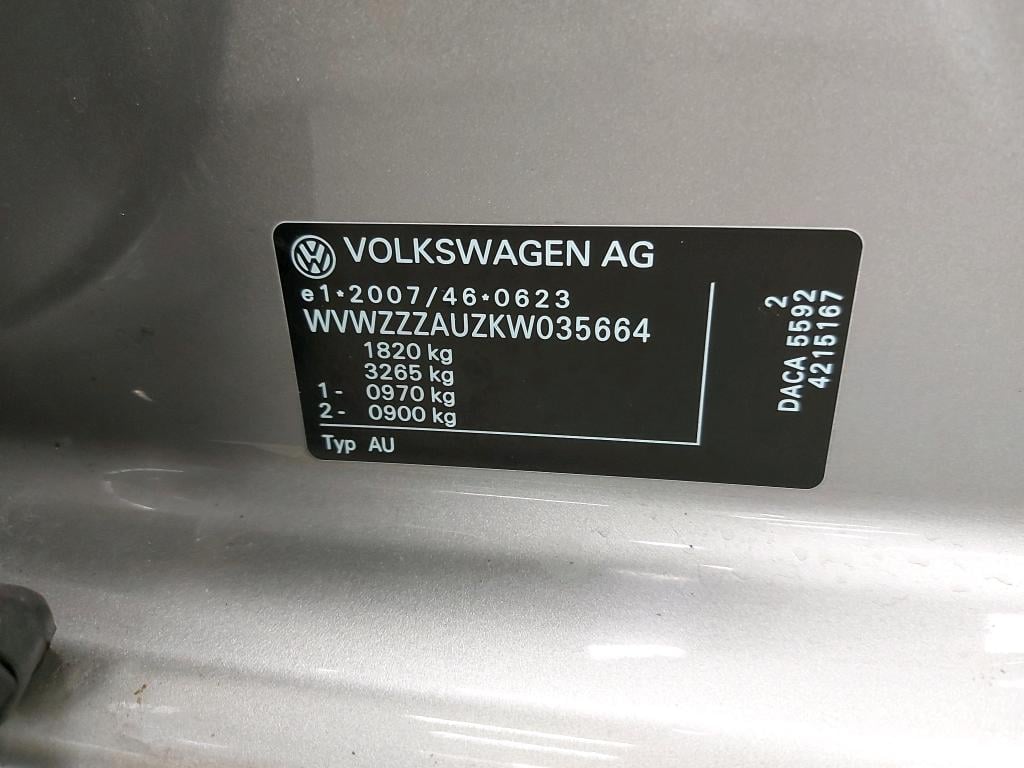 VOLKSWAGEN AG
e1*2007/46*0623
WVWZZZAUZKW035664
1820 kg
3265 kg
1- 0970 kg
2- 0900 kg
Typ AU
2
DACA 5592
4215167